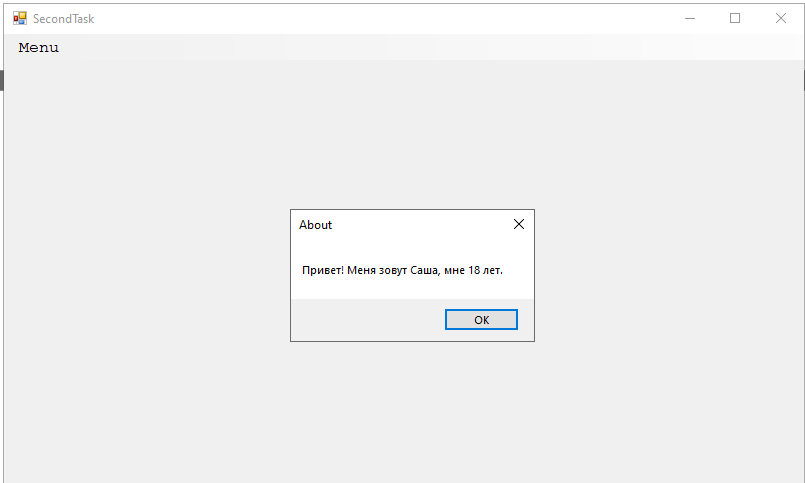 SecondTask
Menu
About
Привет! Меня зовут Саша, мне 18 лет.
OK